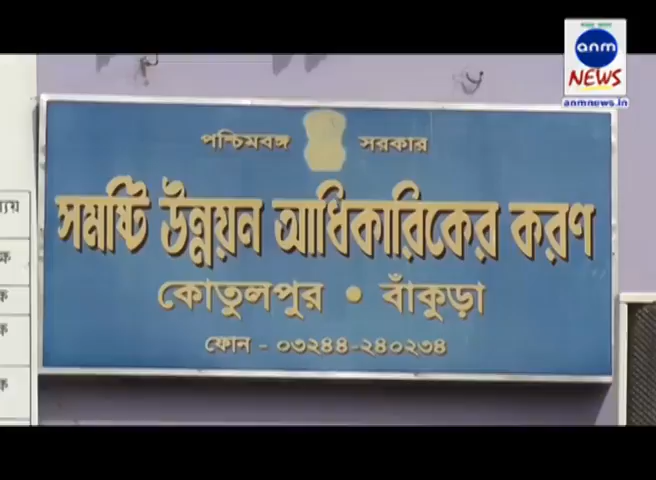 anm
NEWS
anmnews.in
পশ্চিমবঙ্গ সরকার
সমষ্টি উন্নয়ন আধিকারিকের করণ
কোতুলপুর • বাঁকুড়া
ফোন - ০৩২৪৪-২৪০২৩৪